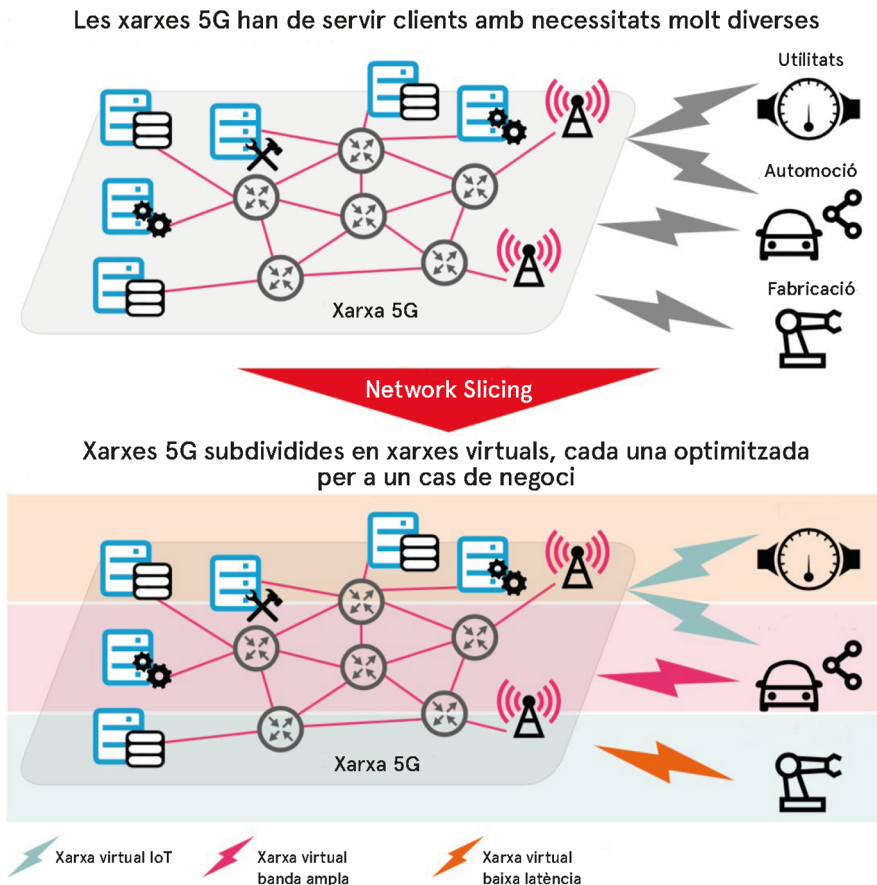 Les xarxes 5G han de servir clients amb necessitats molt diverses
Utilitats
Automoció
Fabricació
Xarxa 5G
Network Slicing
Xarxes 5G subdividides en xarxes virtuals, cada una optimitzada
per a un cas de negoci
Xarxa 5G
Xarxa virtual IoT
Xarxa virtual
banda ampla
Xarxa virtual
baixa latència